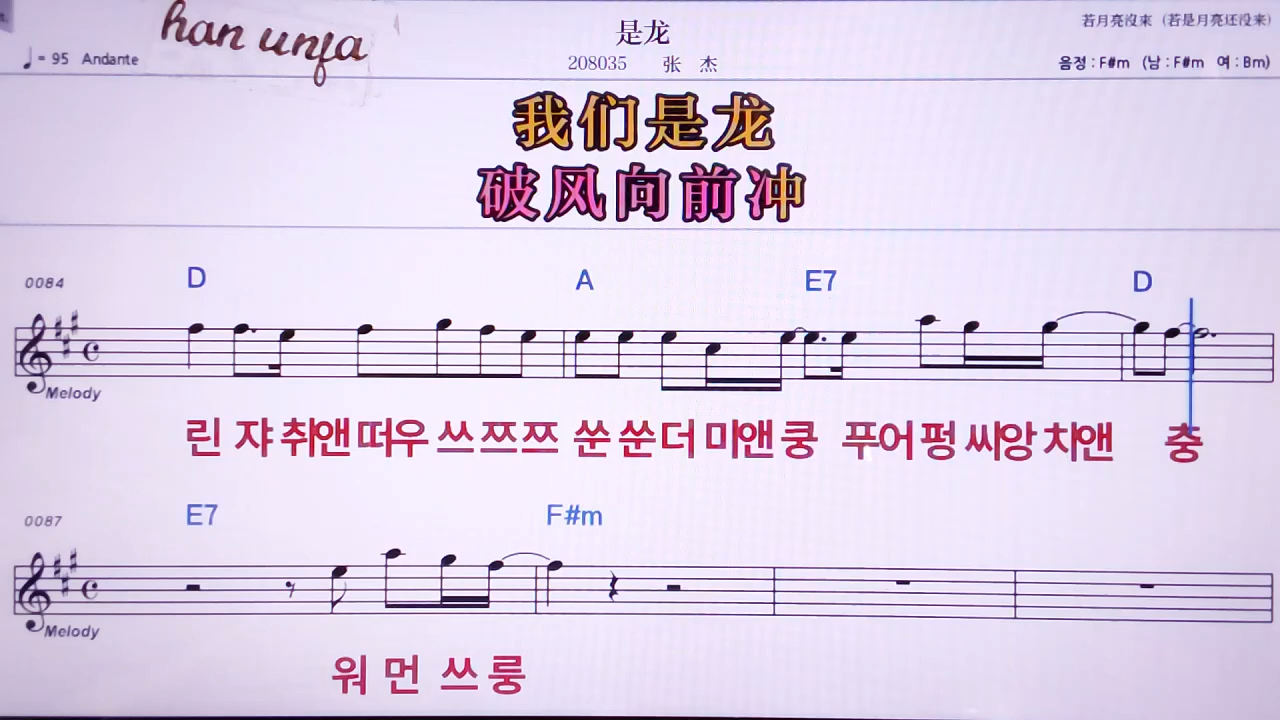 han unfa
是龙
若月亮沒來 (若是月亮还没来)
♩= 95 Andante
208035 张 杰
음정 : F#m (남 : F#m 여 : Bm)
我们是龙
破风向前冲
0084 D A E7 D
Melody
린 쟈 취앤 떠우 쓰 쯔쯔 쑨 쑨 더 미앤 쿵 푸어 펑 씨앙 치앤 충
0087 E7 F#m
Melody
워 먼 쓰 룽